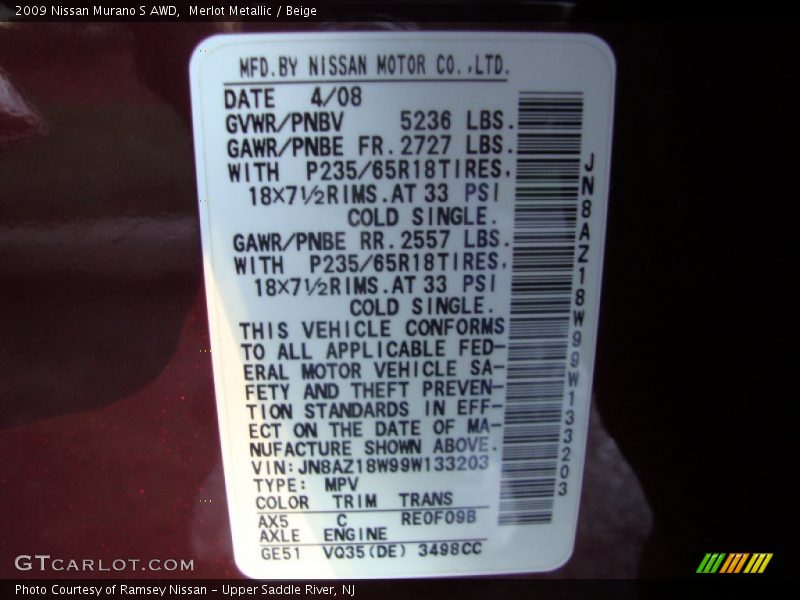 2009 Nissan Murano S AWD,  Merlot Metallic / Beige
MFD.BY NISSAN MOTOR CO.,LTD.
DATE 4/08
GVWR/PNBV 5236 LBS.
GAWR/PNBE FR.2727 LBS.
WITH P235/65R18TIRES,
18×7½RIMS.AT 33 PSI
COLD SINGLE.
GAWR/PNBE RR.2557 LBS.
WITH P235/65R18TIRES,
18×7½RIMS.AT 33 PSI
COLD SINGLE.
THIS VEHICLE CONFORMS
TO ALL APPLICABLE FED-
ERAL MOTOR VEHICLE SA-
FETY AND THEFT PREVEN-
TION STANDARDS IN EFF-
ECT ON THE DATE OF MA-
NUFACTURE SHOWN ABOVE.
VIN:JN8AZ18W99W133203
TYPE: MPV
COLOR TRIM TRANS
AX5 C RE0F09B
AXLE ENGINE
GE51 VQ35(DE) 3498CC
JN8AZ18W99W133203
GTCARLOT.COM
Photo Courtesy of Ramsey Nissan - Upper Saddle River, NJ